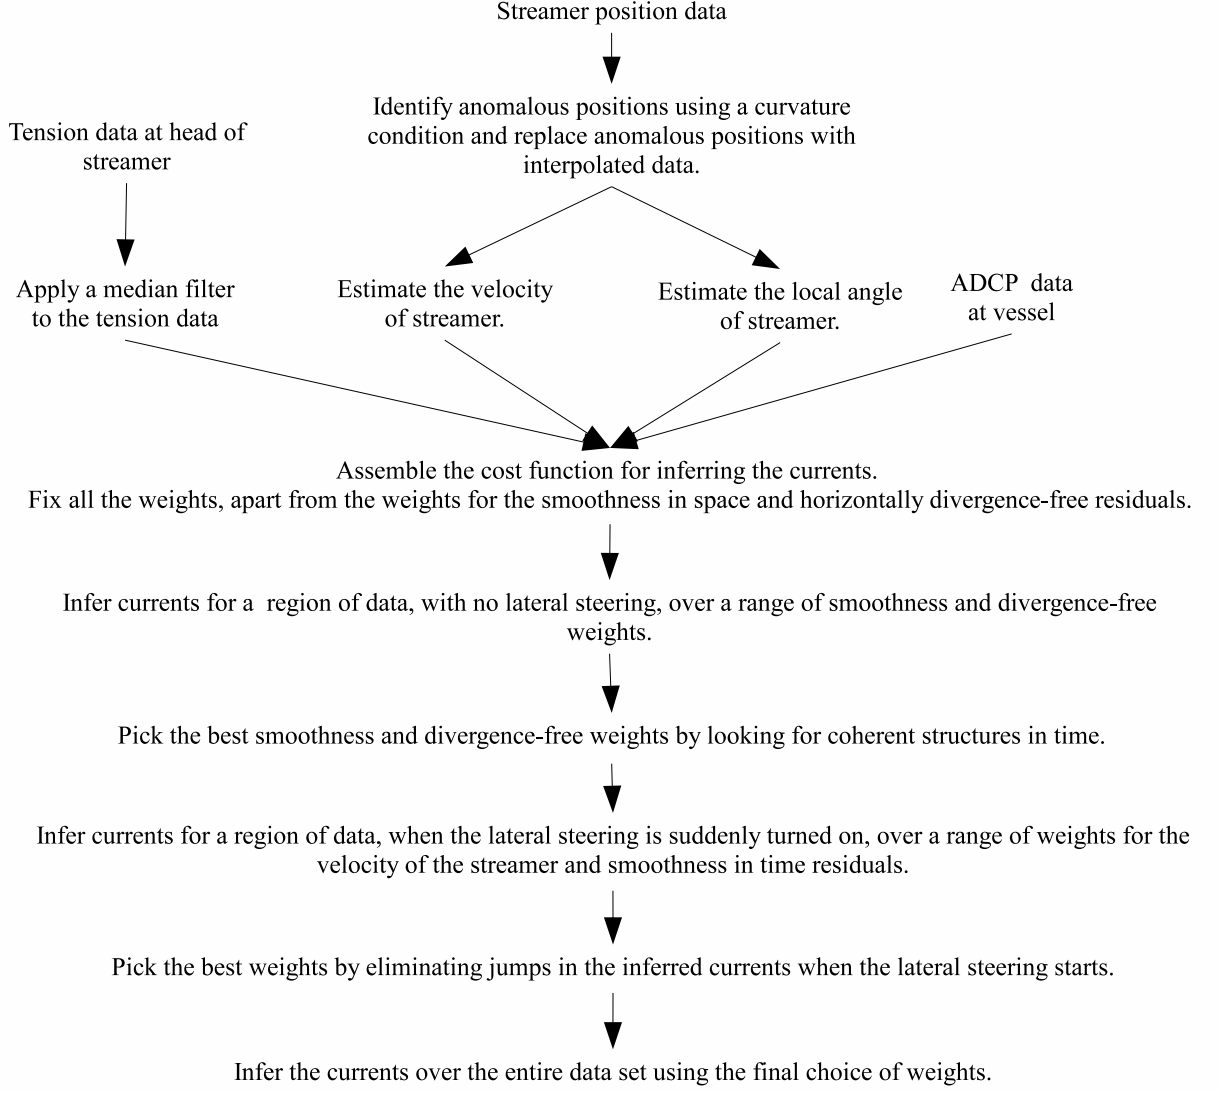 Streamer position data
Identify anomalous positions using a curvature
condition and replace anomalous positions with
interpolated data.
Tension data at head of
streamer
Apply a median filter
to the tension data
Estimate the velocity
of streamer.
Estimate the local angle
of streamer.
ADCP  data
at vessel
Assemble the cost function for inferring the currents.
Fix all the weights, apart from the weights for the smoothness in space and horizontally divergence-free residuals.
Infer currents for a  region of data, with no lateral steering, over a range of smoothness and divergence-free
weights.
Pick the best smoothness and divergence-free weights by looking for coherent structures in time.
Infer currents for a region of data, when the lateral steering is suddenly turned on, over a range of weights for the
velocity of the streamer and smoothness in time residuals.
Pick the best weights by eliminating jumps in the inferred currents when the lateral steering starts.
Infer the currents over the entire data set using the final choice of weights.